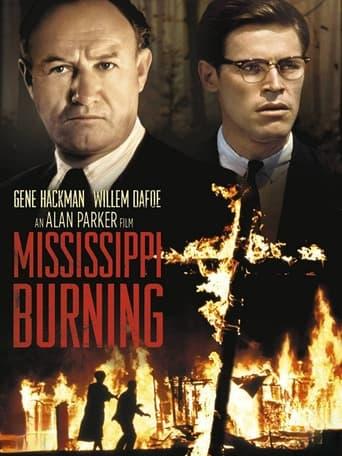 GENE HACKMAN WILLEM DAFOE
AN ALAN PARKER FILM
MISSISSIPPI
BURNING